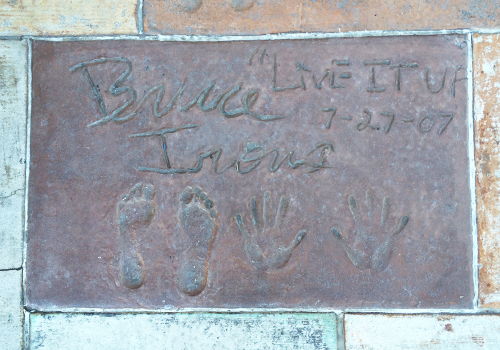 Bruce "LIVE IT UP
7-27-07
Irons